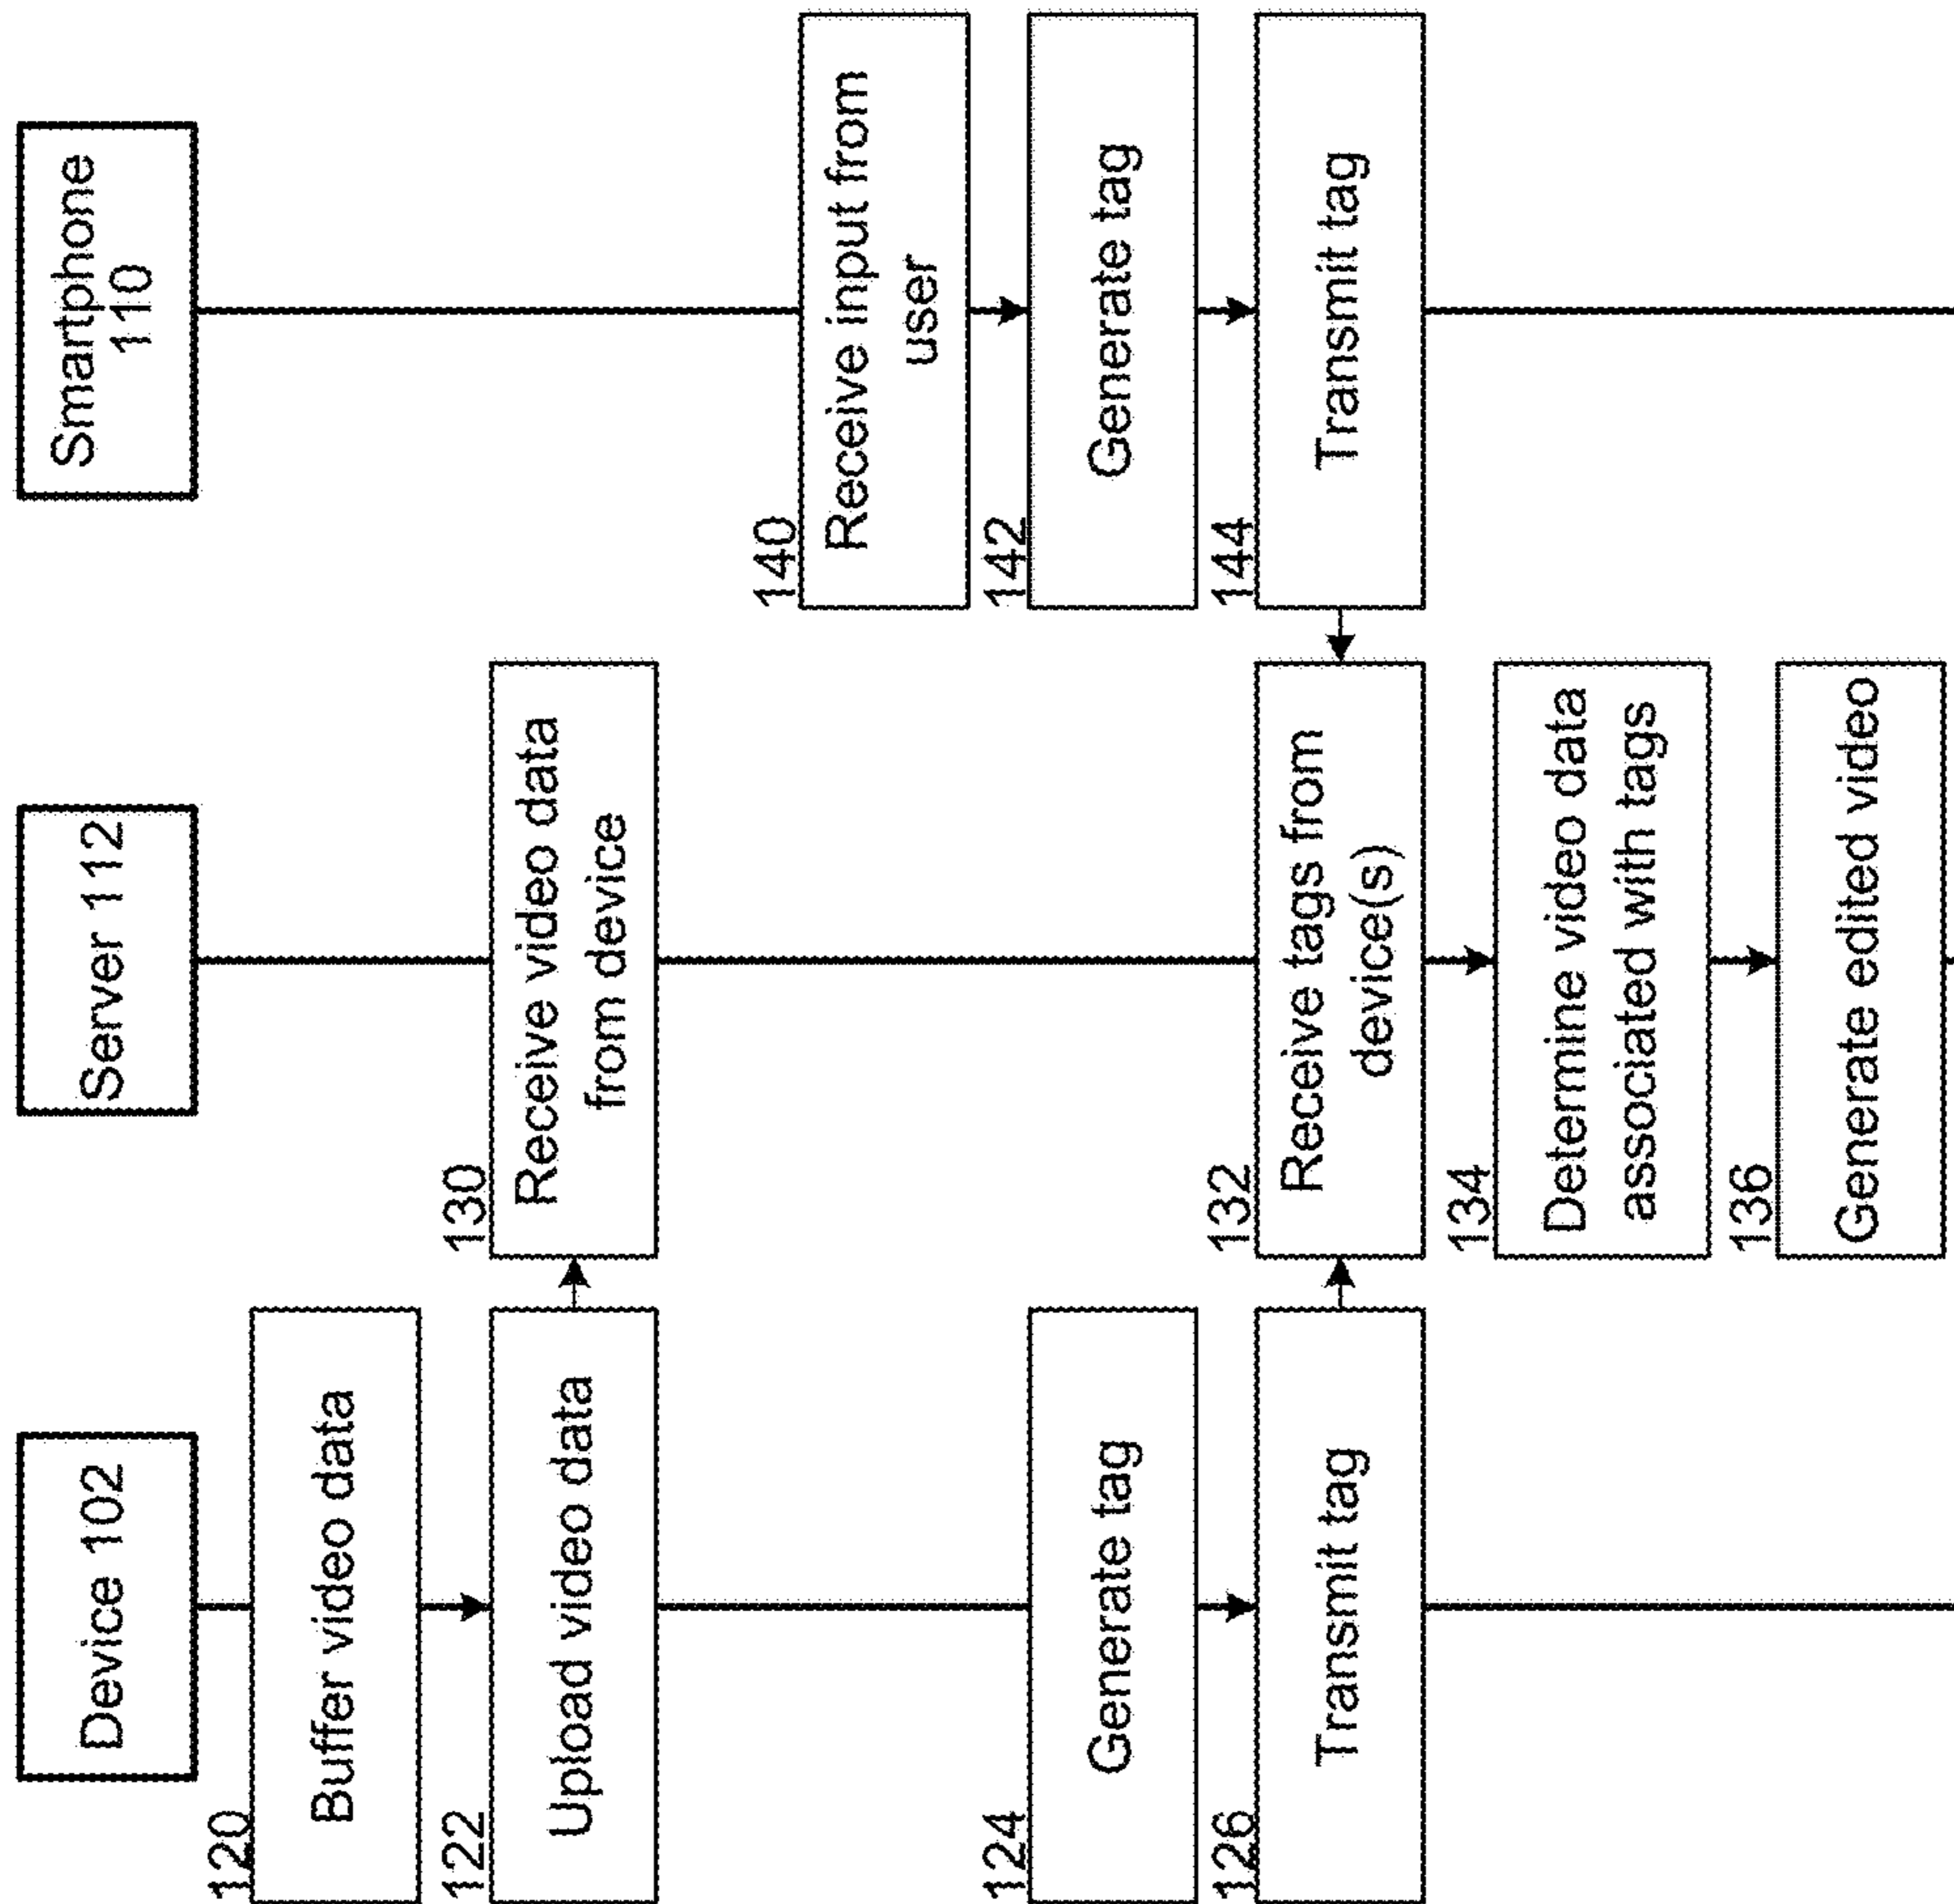 Device 102
120
Buffer video data
122
Upload video data
124
Generate tag
126
Transmit tag
Server 112
130
Receive video data
from device
132
Receive tags from
device(s)
134
Determine video data
associated with tags
136
Generate edited video
Smartphone
110
140
Receive input from
user
142
Generate tag
144
Transmit tag